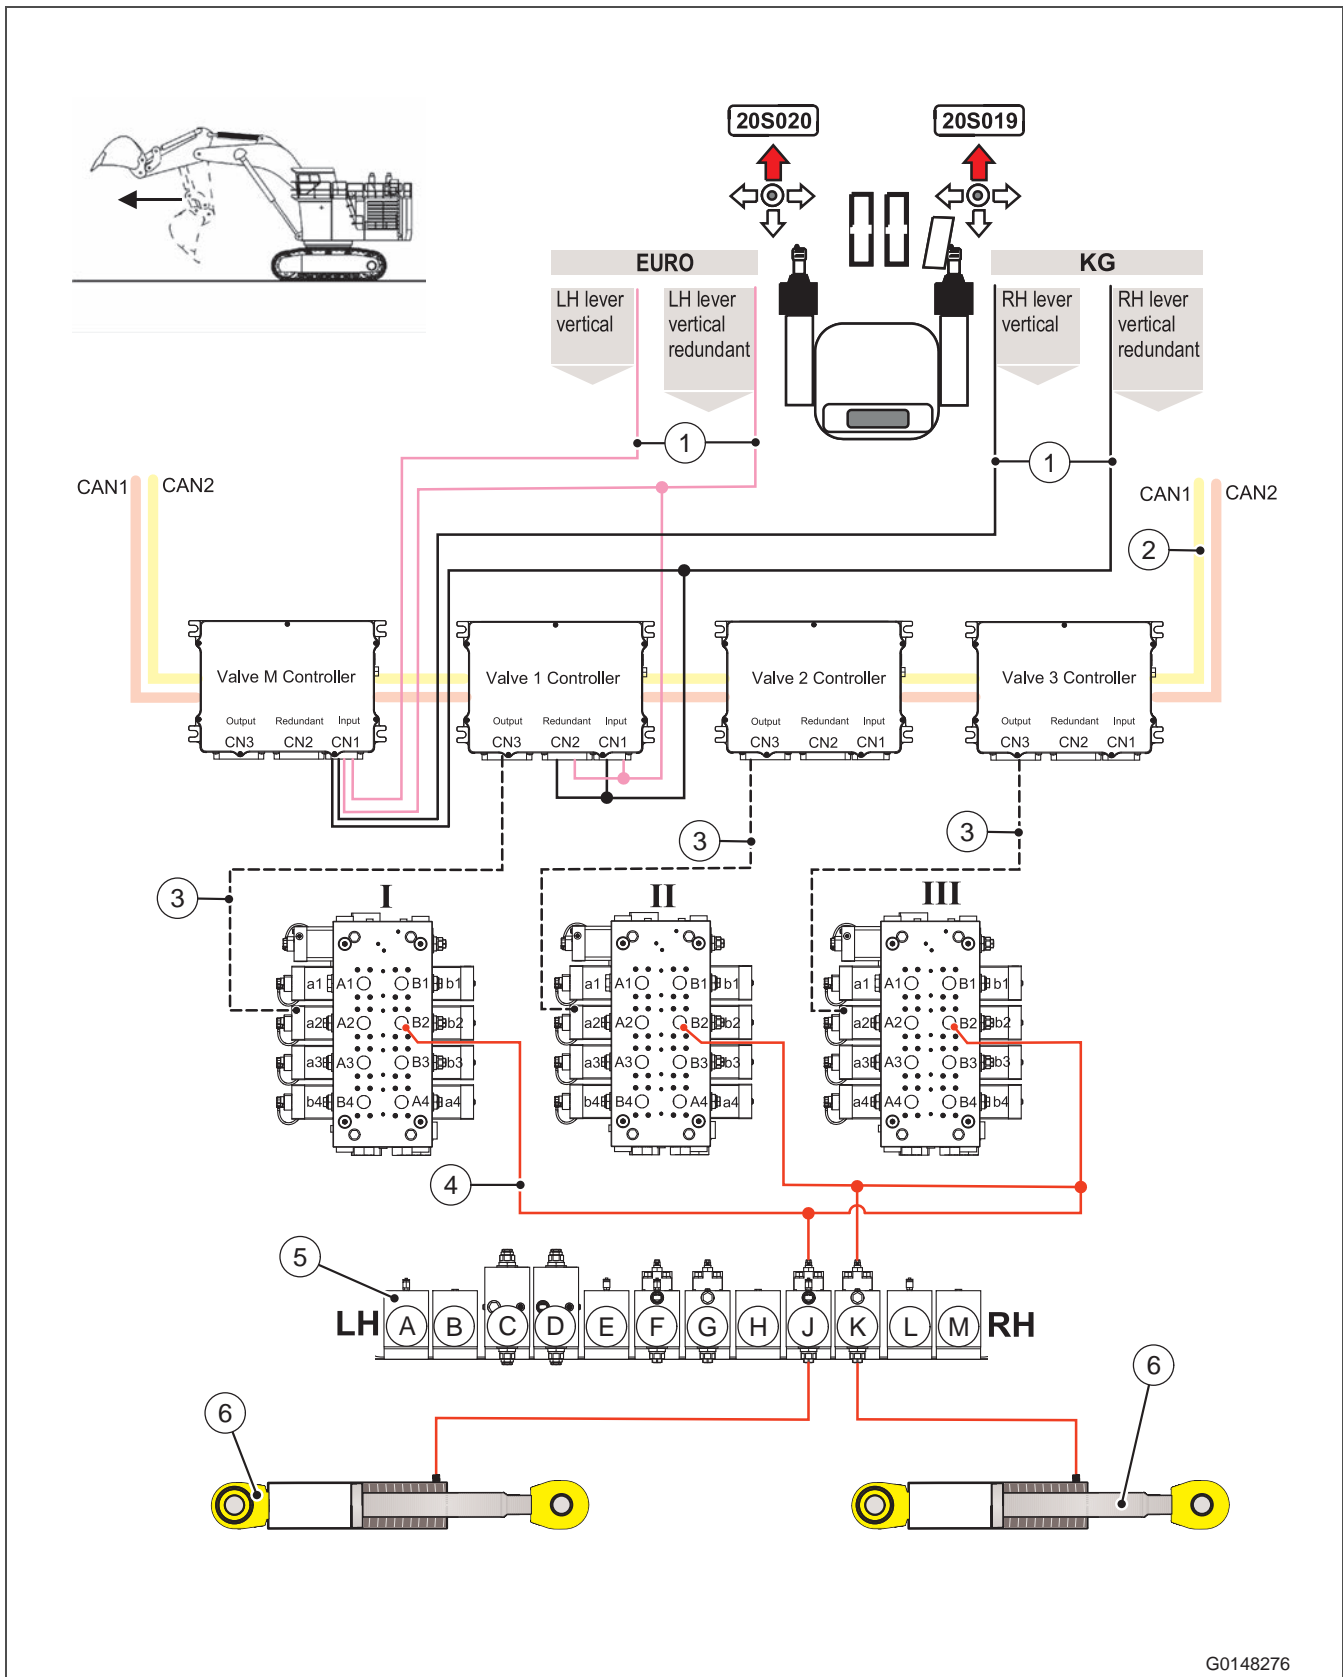 20S020
20S019
EURO
KG
LH lever vertical
LH lever vertical redundant
RH lever vertical
RH lever vertical redundant
1
1
CAN1 CAN2
CAN1 CAN2
2
Valve M Controller
Output Redundant Input
CN3 CN2 CN1
Valve 1 Controller
Output Redundant Input
CN3 CN2 CN1
Valve 2 Controller
Output Redundant Input
CN3 CN2 CN1
Valve 3 Controller
Output Redundant Input
CN3 CN2 CN1
3
3
3
I
II
III
a1 A1 B1 b1
a2 A2 B2 b2
a3 A3 B3 b3
b4 B4 A4 a4
a1 A1 B1 b1
a2 A2 B2 b2
a3 A3 B3 b3
b4 B4 A4 a4
a1 A1 B1 b1
a2 A2 B2 b2
a3 A3 B3 b3
a4 A4 B4 b4
4
5
LH A B C D E F G H J K L M RH
6
6
G0148276